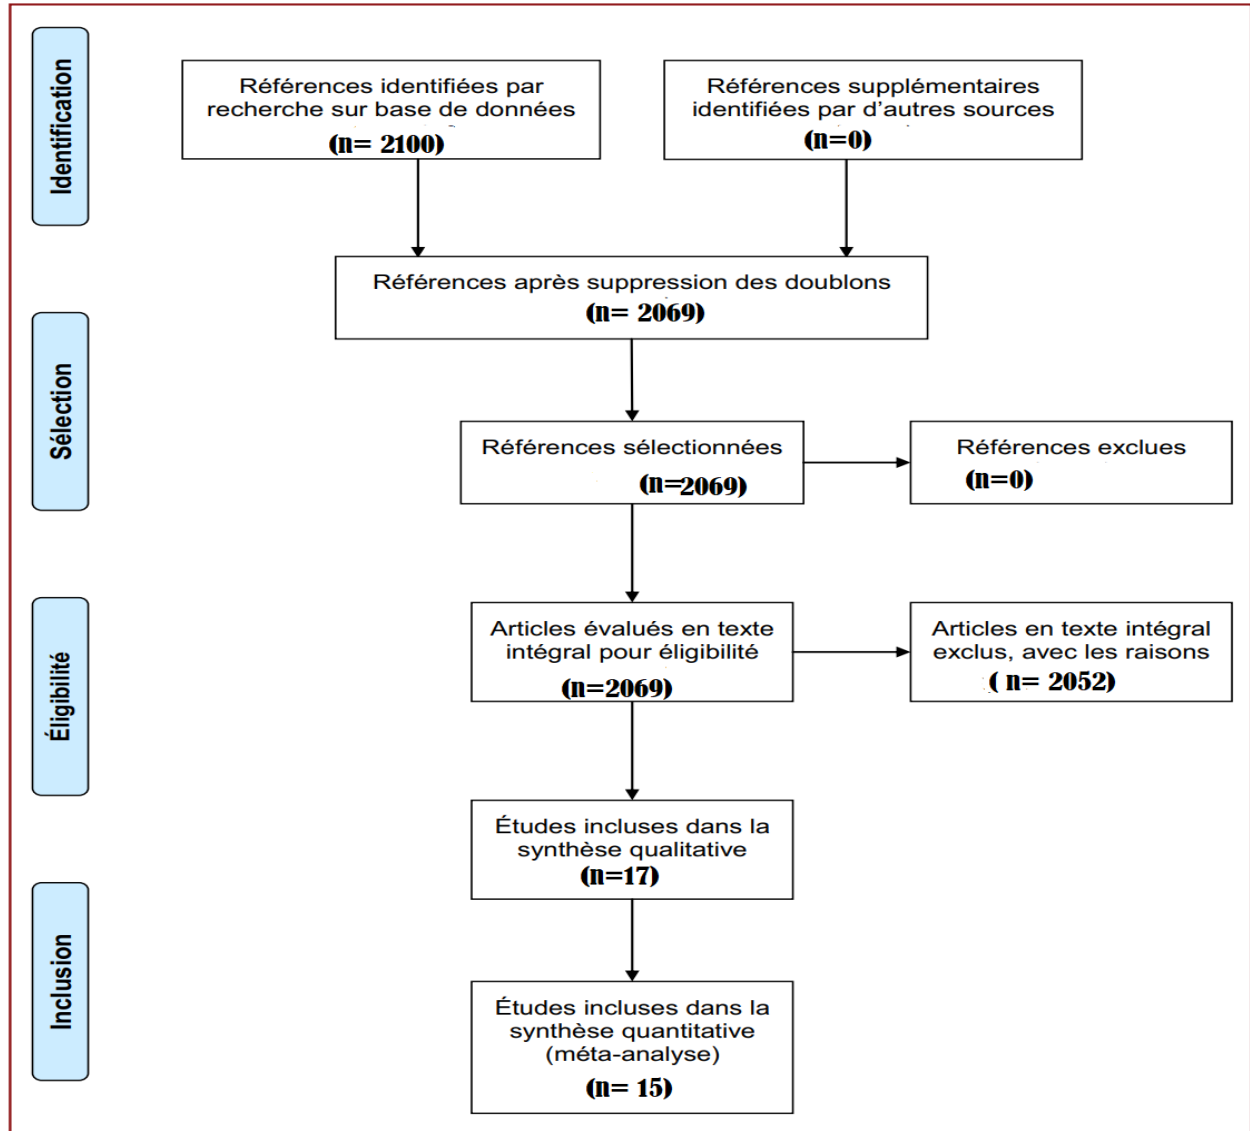 Identification
Références identifiées par
recherche sur base de données
(n= 2100)
Références supplémentaires
identifiées par d'autres sources
(n=0)
Références après suppression des doublons
(n= 2069)
Sélection
Références sélectionnées
(n=2069)
Références exclues
(n=0)
Éligibilité
Articles évalués en texte
intégral pour éligibilité
(n=2069)
Articles en texte intégral
exclus, avec les raisons
( n= 2052)
Études incluses dans la
synthèse qualitative
(n=17)
Inclusion
Études incluses dans la
synthèse quantitative
(méta-analyse)
(n= 15)